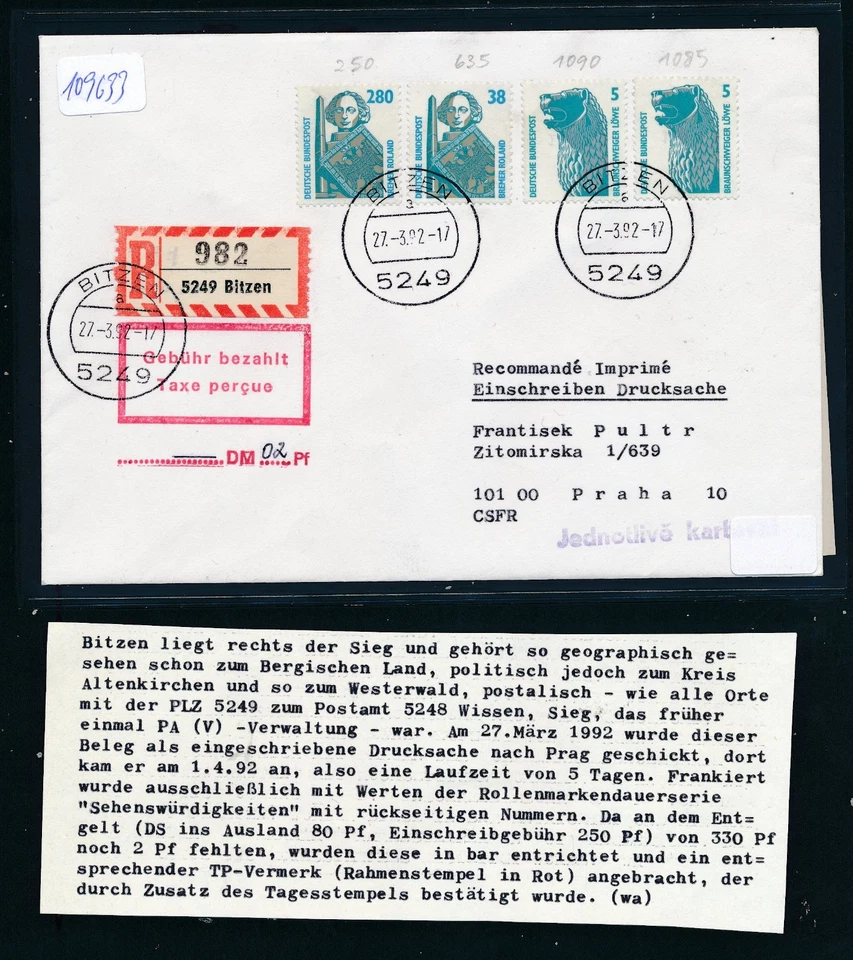 109633
250 635 1090 1085
280 DEUTSCHE BUNDESPOST BREMER ROLAND
38 DEUTSCHE BUNDESPOST BREMER ROLAND
5 DEUTSCHE BUNDESPOST BRAUNSCHWEIGER LÖWE
5 DEUTSCHE BUNDESPOST BRAUNSCHWEIGER LÖWE
BITZEN
a
27.-3.92-17
5249
BITZEN
27.-3.92-17
5249
R 982
5249 Bitzen
BITZEN
a
27.-3.92-17
5249
Gebühr bezahlt
Taxe perçue
DM 02 Pf
Recommandé Imprimé
Einschreiben Drucksache
Frantisek P u l t r
Zitomirska 1/639
101 00 P r a h a 10
CSFR
Jednotlivě
Bitzen liegt rechts der Sieg und gehört so geographisch ge=
sehen schon zum Bergischen Land, politisch jedoch zum Kreis
Altenkirchen und so zum Westerwald, postalisch - wie alle Orte
mit der PLZ 5249 zum Postamt 5248 Wissen, Sieg, das früher
einmal PA (V) -Verwaltung - war. Am 27.März 1992 wurde dieser
Beleg als eingeschriebene Drucksache nach Prag geschickt, dort
kam er am 1.4.92 an, also eine Laufzeit von 5 Tagen. Frankiert
wurde ausschließlich mit Werten der Rollenmarkendauerserie
"Sehenswürdigkeiten" mit rückseitigen Nummern. Da an dem Ent=
gelt (DS ins Ausland 80 Pf, Einschreibgebühr 250 Pf) von 330 Pf
noch 2 Pf fehlten, wurden diese in bar entrichtet und ein ent=
sprechender TP-Vermerk (Rahmenstempel in Rot) angebracht, der
durch Zusatz des Tagesstempels bestätigt wurde. (wa)